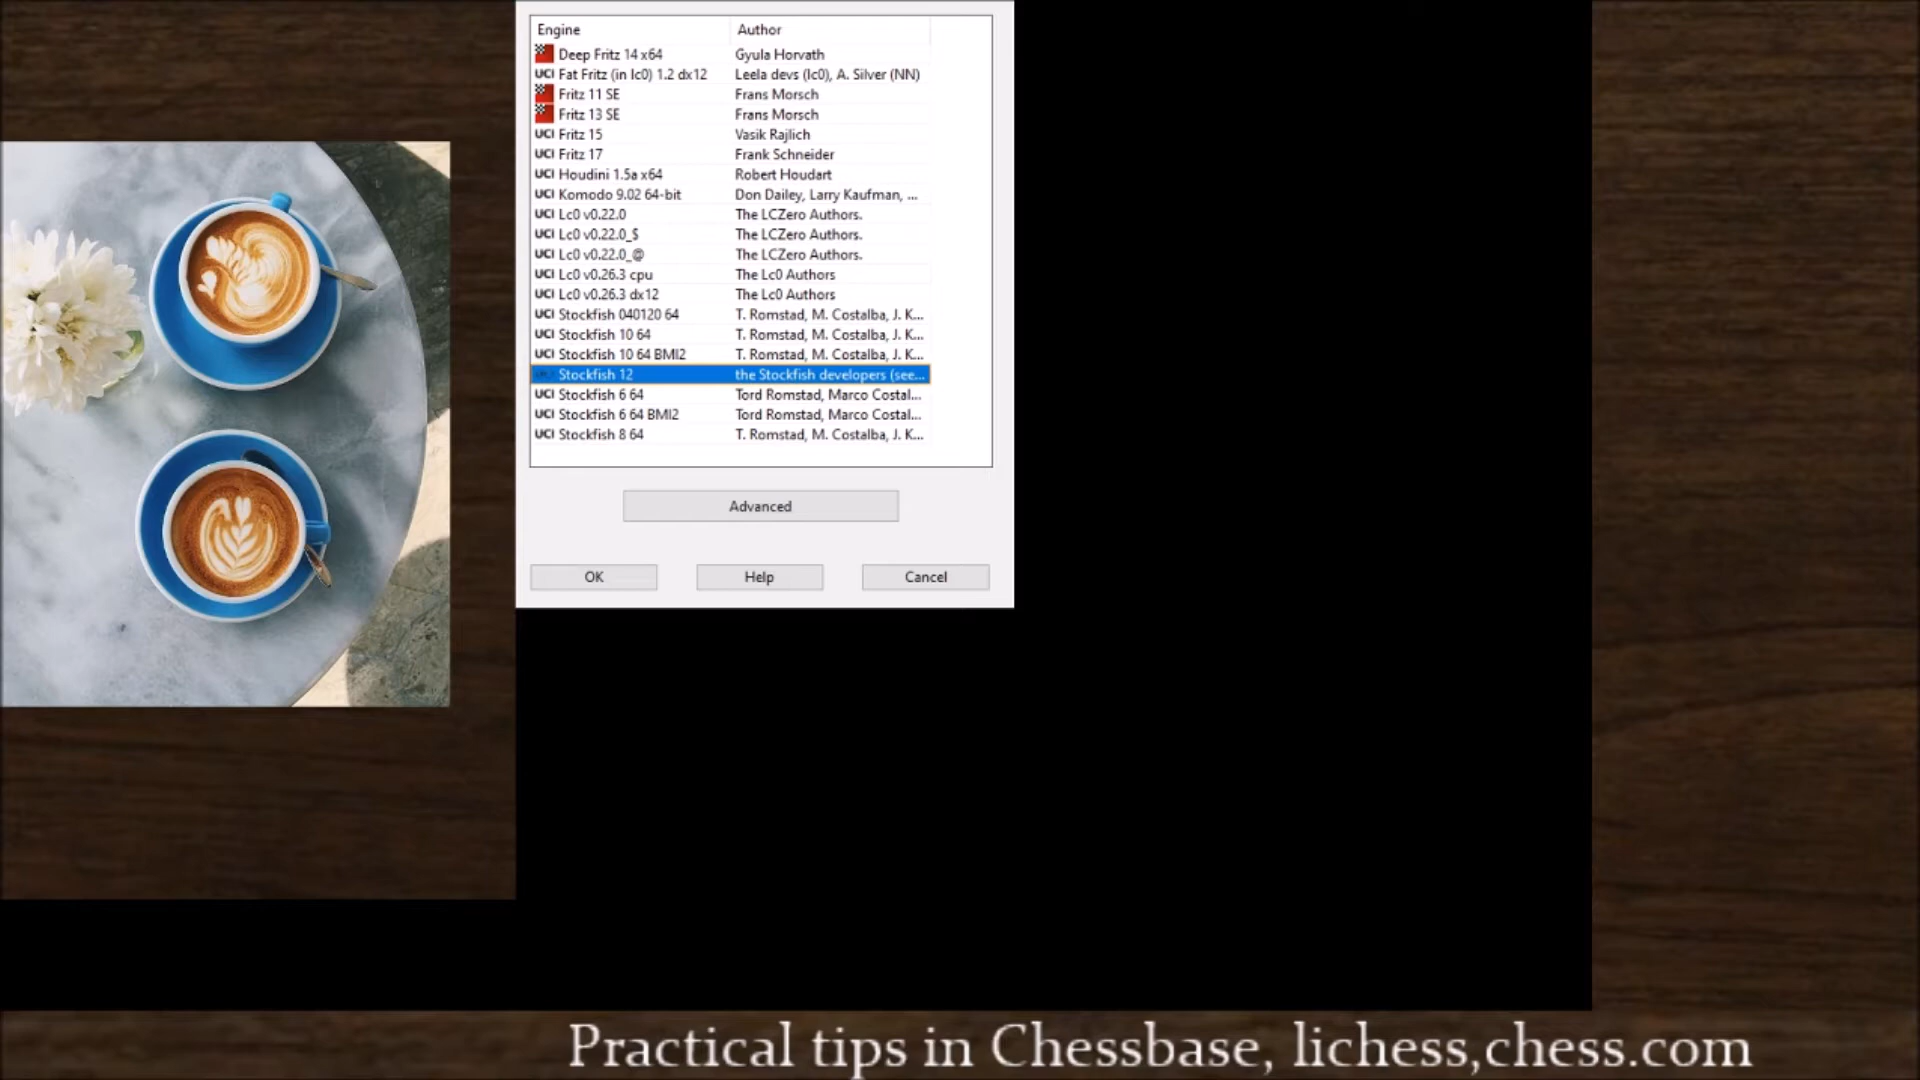 Engine Author
Deep Fritz 14 x64 Gyula Horvath
UCI Fat Fritz (in lc0) 1.2 dx12 Leela devs (lc0), A. Silver (NN)
Fritz 11 SE Frans Morsch
Fritz 13 SE Frans Morsch
UCI Fritz 15 Vasik Rajlich
UCI Fritz 17 Frank Schneider
UCI Houdini 1.5a x64 Robert Houdart
UCI Komodo 9.02 64-bit Don Dailey, Larry Kaufman, ...
UCI Lc0 v0.22.0 The LCZero Authors.
UCI Lc0 v0.22.0_$ The LCZero Authors.
UCI Lc0 v0.22.0_@ The LCZero Authors.
UCI Lc0 v0.26.3 cpu The Lc0 Authors
UCI Lc0 v0.26.3 dx12 The Lc0 Authors
UCI Stockfish 040120 64 T. Romstad, M. Costalba, J. K...
UCI Stockfish 10 64 T. Romstad, M. Costalba, J. K...
UCI Stockfish 10 64 BMI2 T. Romstad, M. Costalba, J. K...
Stockfish 12 the Stockfish developers (see...
UCI Stockfish 6 64 Tord Romstad, Marco Costal...
UCI Stockfish 6 64 BMI2 Tord Romstad, Marco Costal...
UCI Stockfish 8 64 T. Romstad, M. Costalba, J. K...
Advanced
OK Help Cancel
Practical tips in Chessbase, lichess,chess.com